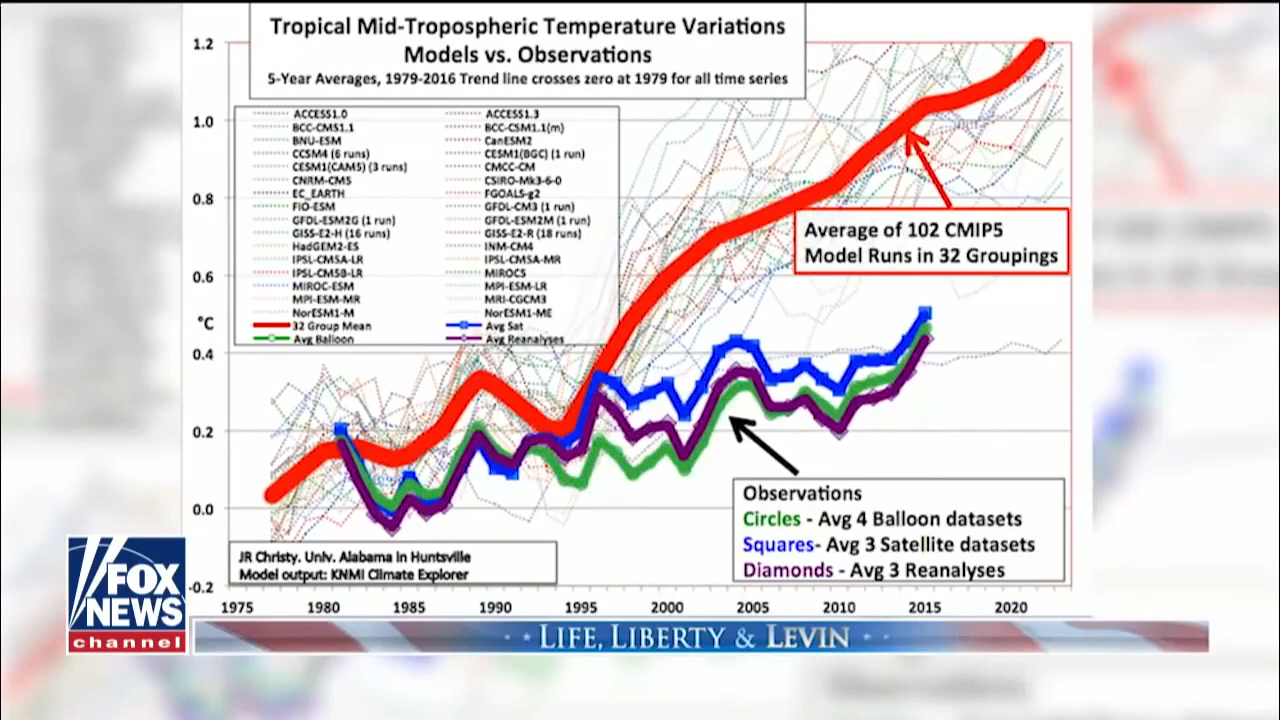 Tropical Mid-Tropospheric Temperature Variations
Models vs. Observations
5-Year Averages, 1979-2016 Trend line crosses zero at 1979 for all time series
1.2
1.0
0.8
0.6
°C
0.4
0.2
0.0
-0.2
ACCESS1.0 ACCESS1.3
BCC-CMS1.1 BCC-CSM1.1(m)
BNU-ESM CanESM2
CCSM4 (6 runs) CESM1(BGC) (1 run)
CESM1(CAM5) (3 runs) CMCC-CM
CNRM-CM5 CSIRO-Mk3-6-0
EC_EARTH FGOALS-g2
FIO-ESM GFDL-CM3 (1 run)
GFDL-ESM2G (1 run) GFDL-ESM2M (1 run)
GISS-E2-H (16 runs) GISS-E2-R (18 runs)
HadGEM2-ES INM-CM4
IPSL-CM5A-LR IPSL-CM5A-MR
IPSL-CM5B-LR MIROC5
MIROC-ESM MPI-ESM-LR
MPI-ESM-MR MRI-CGCM3
NorESM1-M NorESM1-ME
32 Group Mean Avg Sat
Avg Balloon Avg Reanalyses
Average of 102 CMIP5
Model Runs in 32 Groupings
Observations
Circles - Avg 4 Balloon datasets
Squares- Avg 3 Satellite datasets
Diamonds - Avg 3 Reanalyses
JR Christy. Univ. Alabama in Huntsville
Model output: KNMI Climate Explorer
1975 1980 1985 1990 1995 2000 2005 2010 2015 2020
FOX
NEWS
channel
LIFE, LIBERTY & LEVIN